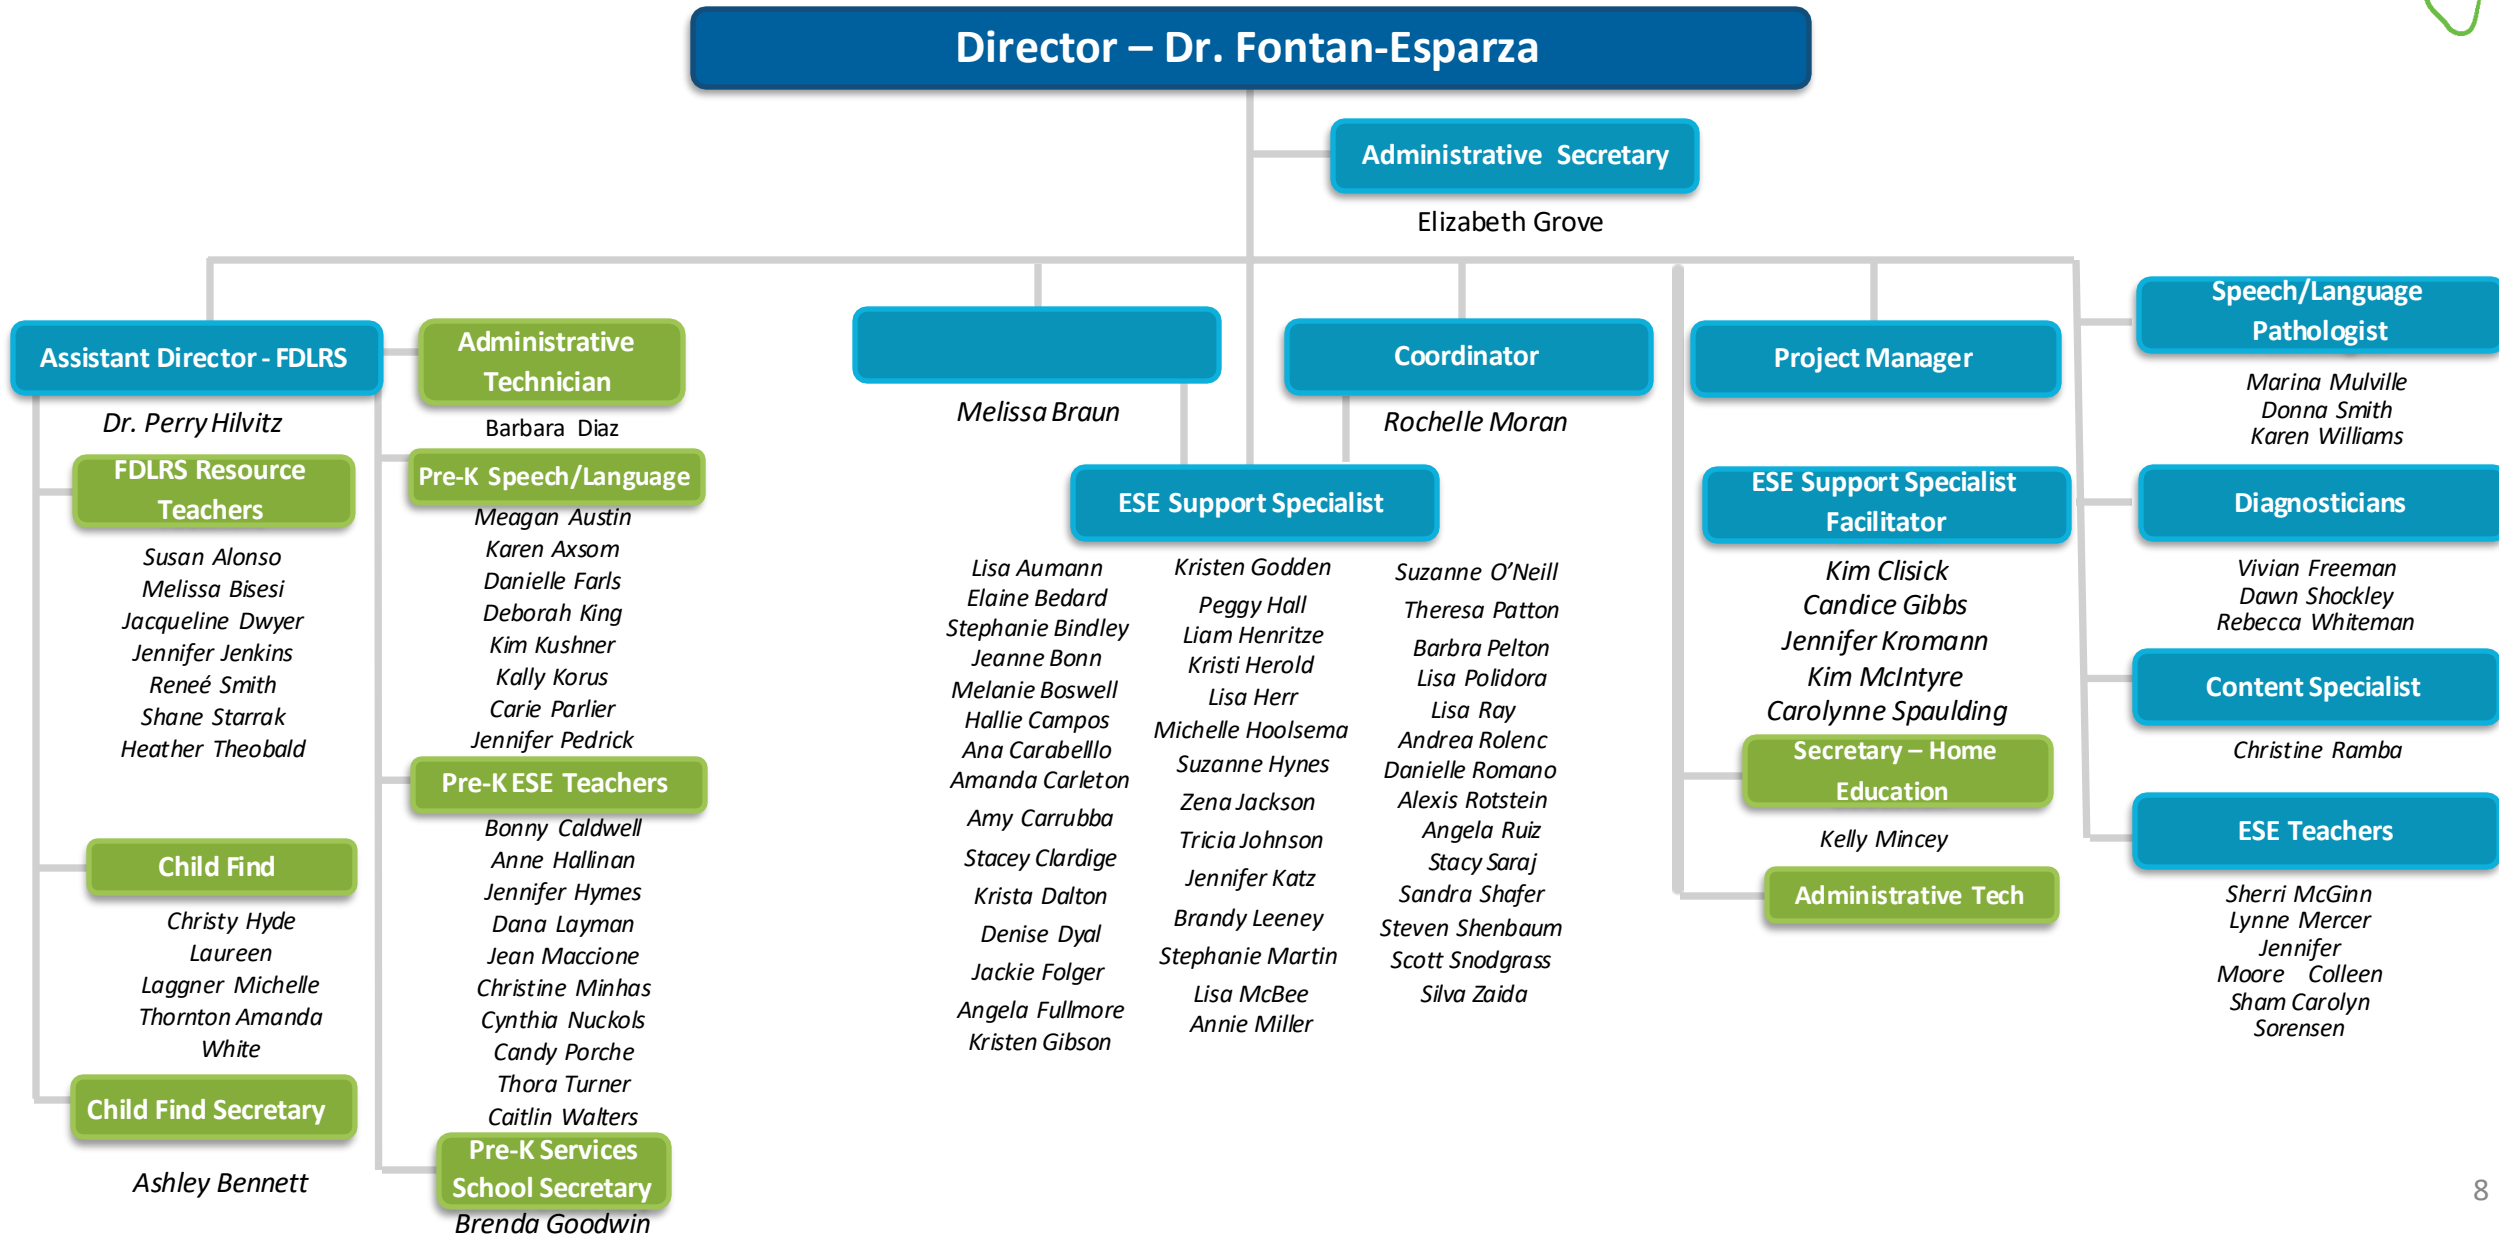 Director – Dr. Fontan-Esparza
Administrative Secretary
Elizabeth Grove
Assistant Director - FDLRS
Dr. Perry Hilvitz
FDLRS Resource
Teachers
Susan Alonso
Melissa Bisesi
Jacqueline Dwyer
Jennifer Jenkins
Reneé Smith
Shane Starrak
Heather Theobald
Child Find
Christy Hyde
Laureen
Laggner Michelle
Thornton Amanda
White
Child Find Secretary
Ashley Bennett
Administrative
Technician
Barbara Diaz
Pre-K Speech/Language
Meagan Austin
Karen Axsom
Danielle Farls
Deborah King
Kim Kushner
Kally Korus
Carie Parlier
Jennifer Pedrick
Pre-K ESE Teachers
Bonny Caldwell
Anne Hallinan
Jennifer Hymes
Dana Layman
Jean Maccione
Christine Minhas
Cynthia Nuckols
Candy Porche
Thora Turner
Caitlin Walters
Pre-K Services
School Secretary
Brenda Goodwin
Melissa Braun
Coordinator
Rochelle Moran
ESE Support Specialist
Lisa Aumann
Elaine Bedard
Stephanie Bindley
Jeanne Bonn
Melanie Boswell
Hallie Campos
Ana Carabelllo
Amanda Carleton
Amy Carrubba
Stacey Clardige
Krista Dalton
Denise Dyal
Jackie Folger
Angela Fullmore
Kristen Gibson
Kristen Godden
Peggy Hall
Liam Henritze
Kristi Herold
Lisa Herr
Michelle Hoolsema
Suzanne Hynes
Zena Jackson
Tricia Johnson
Jennifer Katz
Brandy Leeney
Stephanie Martin
Lisa McBee
Annie Miller
Suzanne O’Neill
Theresa Patton
Barbra Pelton
Lisa Polidora
Lisa Ray
Andrea Rolenc
Danielle Romano
Alexis Rotstein
Angela Ruiz
Stacy Saraj
Sandra Shafer
Steven Shenbaum
Scott Snodgrass
Silva Zaida
Project Manager
ESE Support Specialist
Facilitator
Kim Clisick
Candice Gibbs
Jennifer Kromann
Kim McIntyre
Carolynne Spaulding
Secretary – Home
Education
Kelly Mincey
Administrative Tech
Speech/Language
Pathologist
Marina Mulville
Donna Smith
Karen Williams
Diagnosticians
Vivian Freeman
Dawn Shockley
Rebecca Whiteman
Content Specialist
Christine Ramba
ESE Teachers
Sherri McGinn
Lynne Mercer
Jennifer
Moore Colleen
Sham Carolyn
Sorensen
8